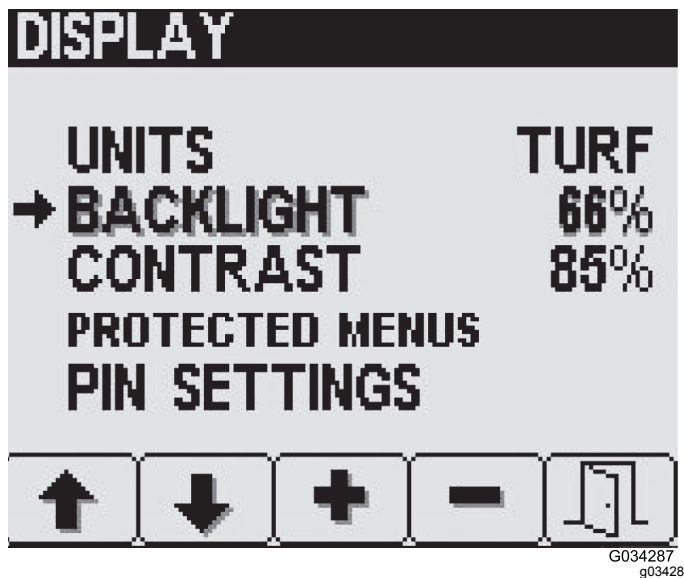 DISPLAY
UNITS TURF
BACKLIGHT 66%
CONTRAST 85%
PROTECTED MENUS
PIN SETTINGS
G034287
g03428